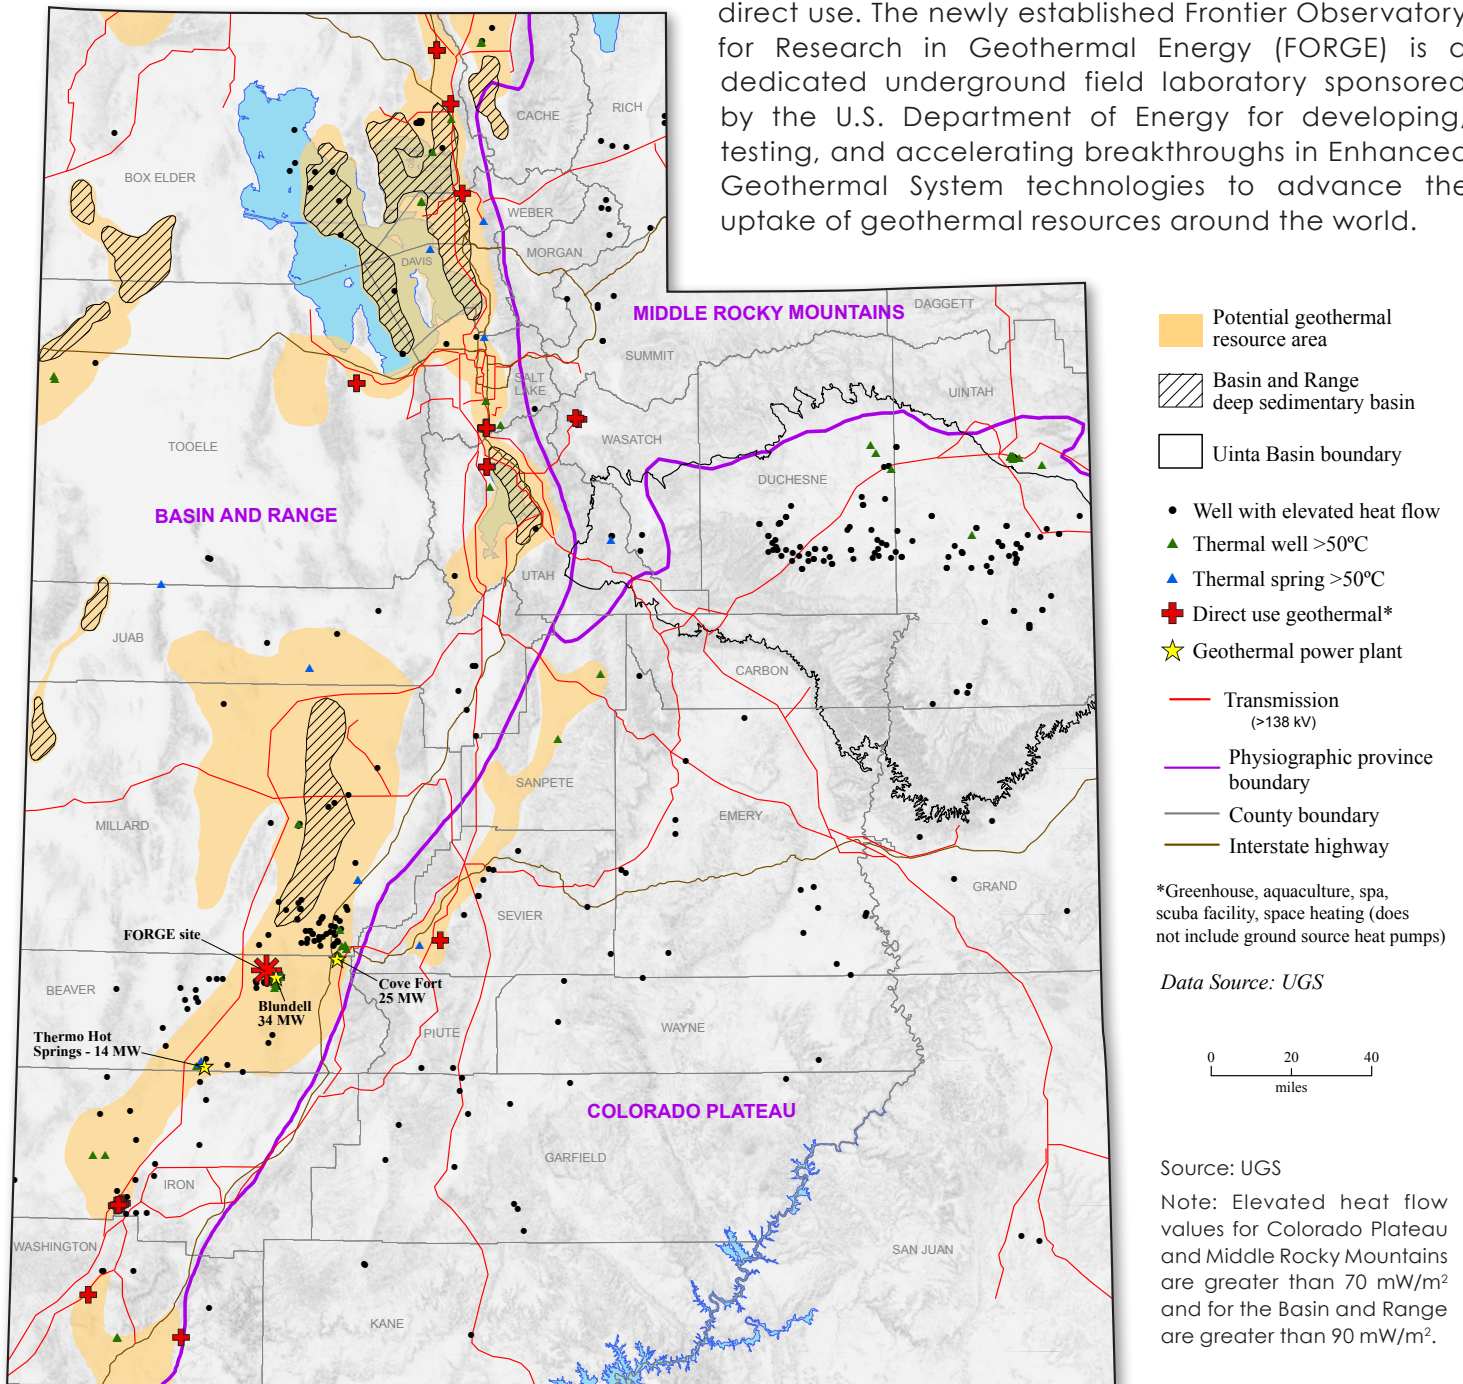 direct use. The newly established Frontier Observatory
for Research in Geothermal Energy (FORGE) is a
dedicated underground field laboratory sponsored
by the U.S. Department of Energy for developing,
testing, and accelerating breakthroughs in Enhanced
Geothermal System technologies to advance the
uptake of geothermal resources around the world.
CACHE
RICH
BOX ELDER
WEBER
MORGAN
DAVIS
MIDDLE ROCKY MOUNTAINS
DAGGETT
SUMMIT
SALT
LAKE
UINTAH
TOOELE
WASATCH
DUCHESNE
BASIN AND RANGE
UTAH
JUAB
CARBON
SANPETE
MILLARD
EMERY
GRAND
SEVIER
FORGE site
BEAVER
Cove Fort
25 MW
Blundell
34 MW
Thermo Hot
Springs - 14 MW
PIUTE
WAYNE
COLORADO PLATEAU
GARFIELD
IRON
WASHINGTON
SAN JUAN
KANE
Potential geothermal
resource area
Basin and Range
deep sedimentary basin
Uinta Basin boundary
Well with elevated heat flow
Thermal well >50ºC
Thermal spring >50ºC
Direct use geothermal*
Geothermal power plant
Transmission
(>138 kV)
Physiographic province
boundary
County boundary
Interstate highway
*Greenhouse, aquaculture, spa,
scuba facility, space heating (does
not include ground source heat pumps)
Data Source: UGS
0 20 40
miles
Source: UGS
Note: Elevated heat flow
values for Colorado Plateau
and Middle Rocky Mountains
are greater than 70 mW/m²
and for the Basin and Range
are greater than 90 mW/m².